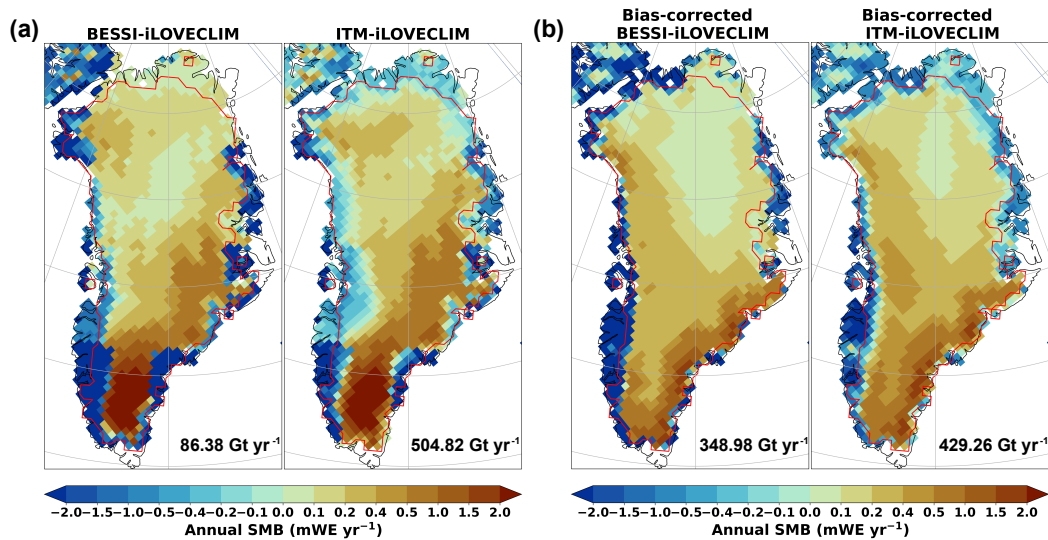 (a)
BESSI-iLOVECLIM
ITM-iLOVECLIM
86.38 Gt yr⁻¹
504.82 Gt yr⁻¹
−2.0−1.5−1.0−0.5−0.2−0.1 0.0 0.1 0.2 0.4 0.5 1.0 1.5 2.0
Annual SMB (mWE yr⁻¹)
(b)
Bias-corrected
BESSI-iLOVECLIM
Bias-corrected
ITM-iLOVECLIM
348.98 Gt yr⁻¹
429.26 Gt yr⁻¹
−2.0−1.5−1.0−0.5−0.2−0.1 0.0 0.1 0.2 0.4 0.5 1.0 1.5 2.0
Annual SMB (mWE yr⁻¹)